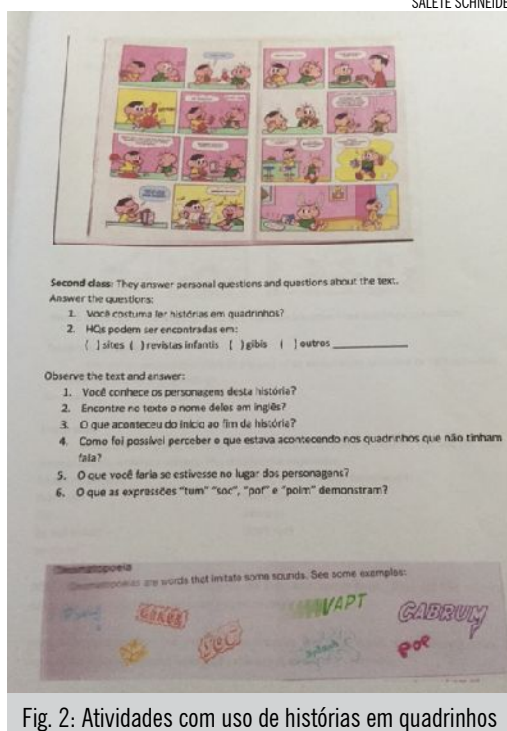 SALETE SCHNEIDE
Second class: They answer personal questions and questions about the text.
Answer the questions:
1. Você costuma ler histórias em quadrinhos?
2. HQs podem ser encontradas em:
( ) sites ( ) revistas infantis ( ) gibis ( ) outros
Observe the text and answer:
1. Você conhece os personagens desta história?
2. Encontre no texto o nome deles em inglês?
3. O que aconteceu do início ao fim da história?
4. Como foi possível perceber o que estava acontecendo nos quadrinhos que não tinham
fala?
5. O que você faria se estivesse no lugar dos personagens?
6. O que as expressões "tum" "soc", "pof" e "poim" demonstram?
Onomatopoeia
Onomatopoeias are words that imitate some sounds. See some examples:
VAPT
CABRUM
SOC
splash
POP
Fig. 2: Atividades com uso de histórias em quadrinhos